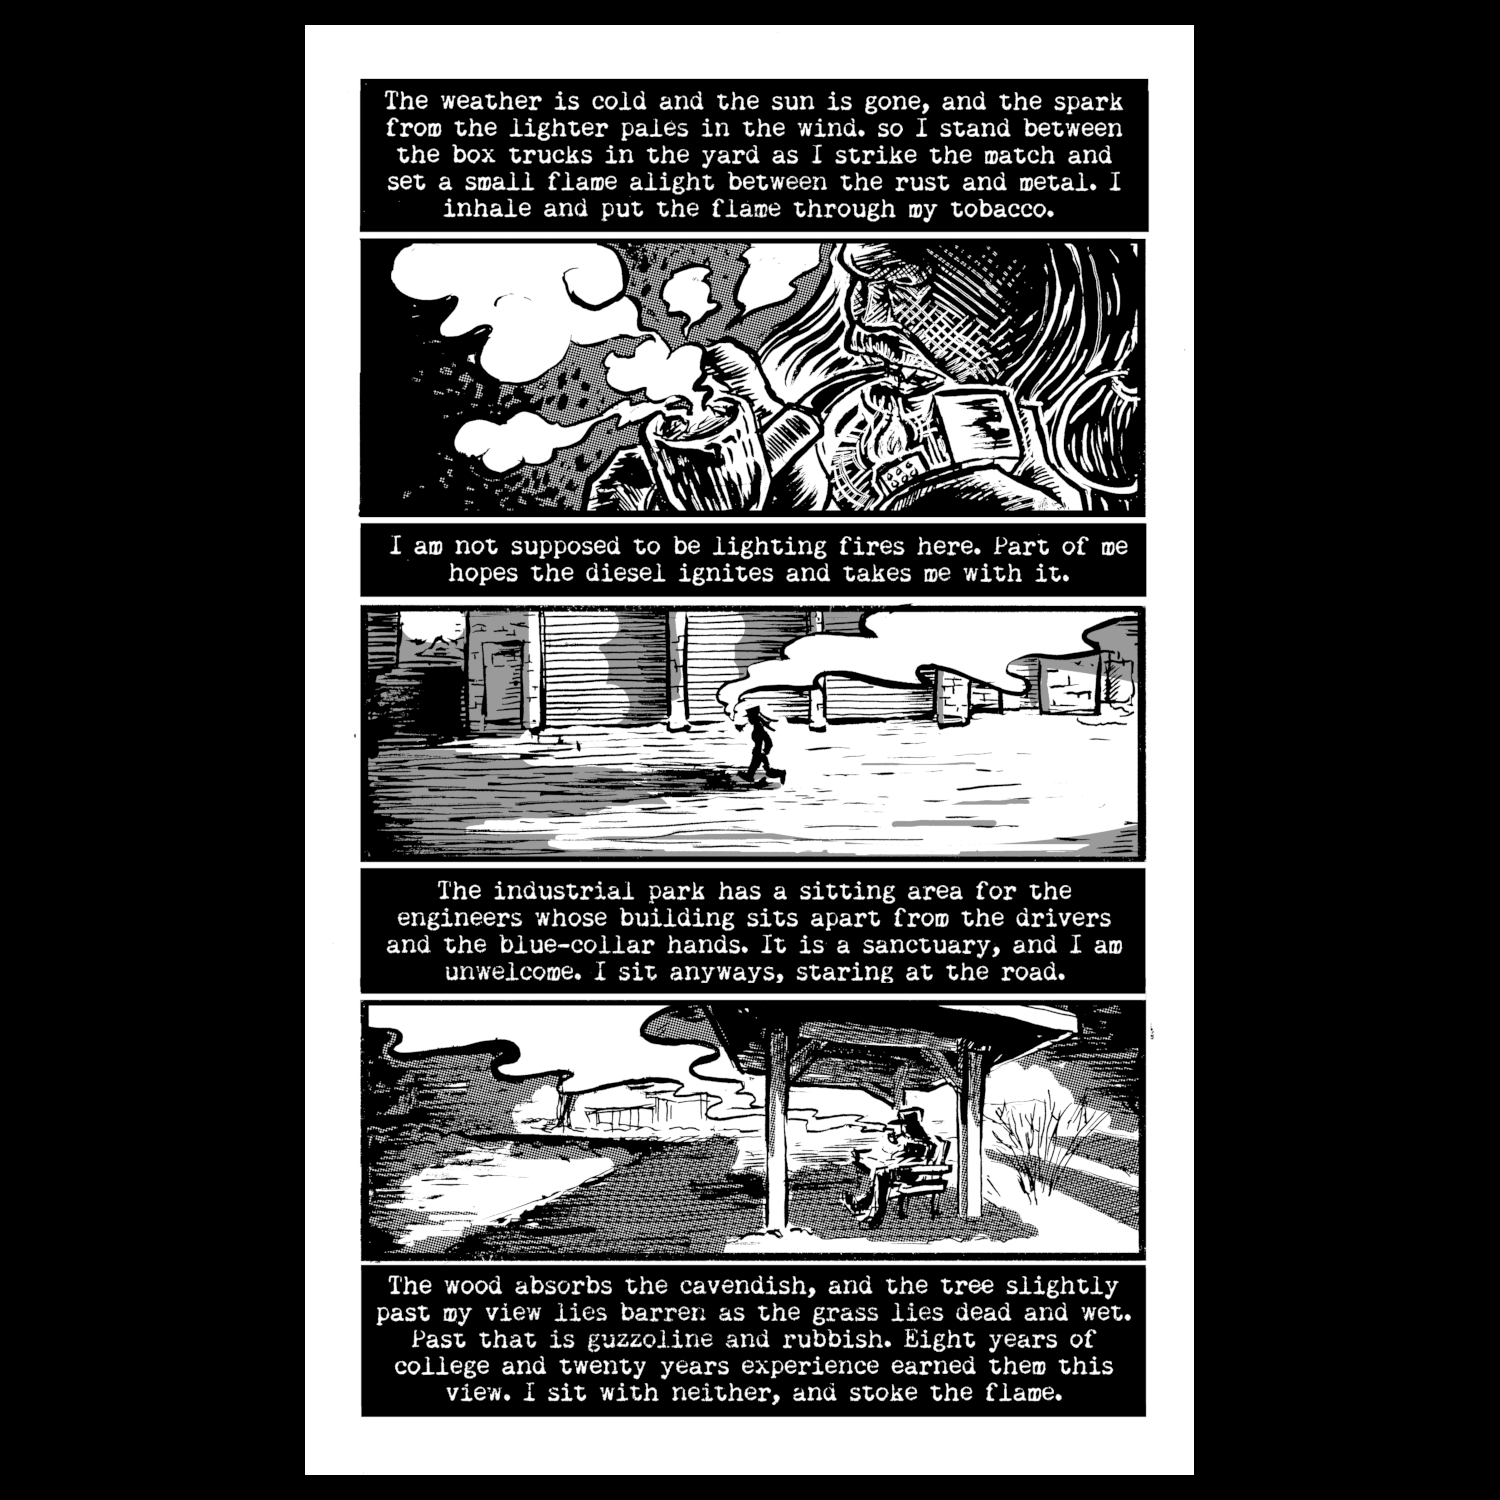 The weather is cold and the sun is gone, and the spark
from the lighter pales in the wind. so I stand between
the box trucks in the yard as I strike the match and
set a small flame alight between the rust and metal. I
inhale and put the flame through my tobacco.
I am not supposed to be lighting fires here. Part of me
hopes the diesel ignites and takes me with it.
The industrial park has a sitting area for the
engineers whose building sits apart from the drivers
and the blue-collar hands. It is a sanctuary, and I am
unwelcome. I sit anyways, staring at the road.
The wood absorbs the cavendish, and the tree slightly
past my view lies barren as the grass lies dead and wet.
Past that is guzzoline and rubbish. Eight years of
college and twenty years experience earned them this
view. I sit with neither, and stoke the flame.